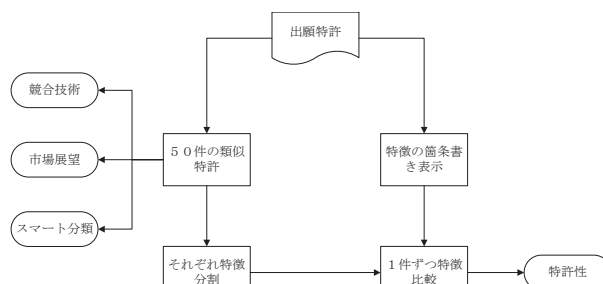 出願特許
競合技術
５０件の類似
特許
特徴の箇条書
き表示
市場展望
スマート分類
それぞれ特徴
分割
１件ずつ特徴
比較
特許性